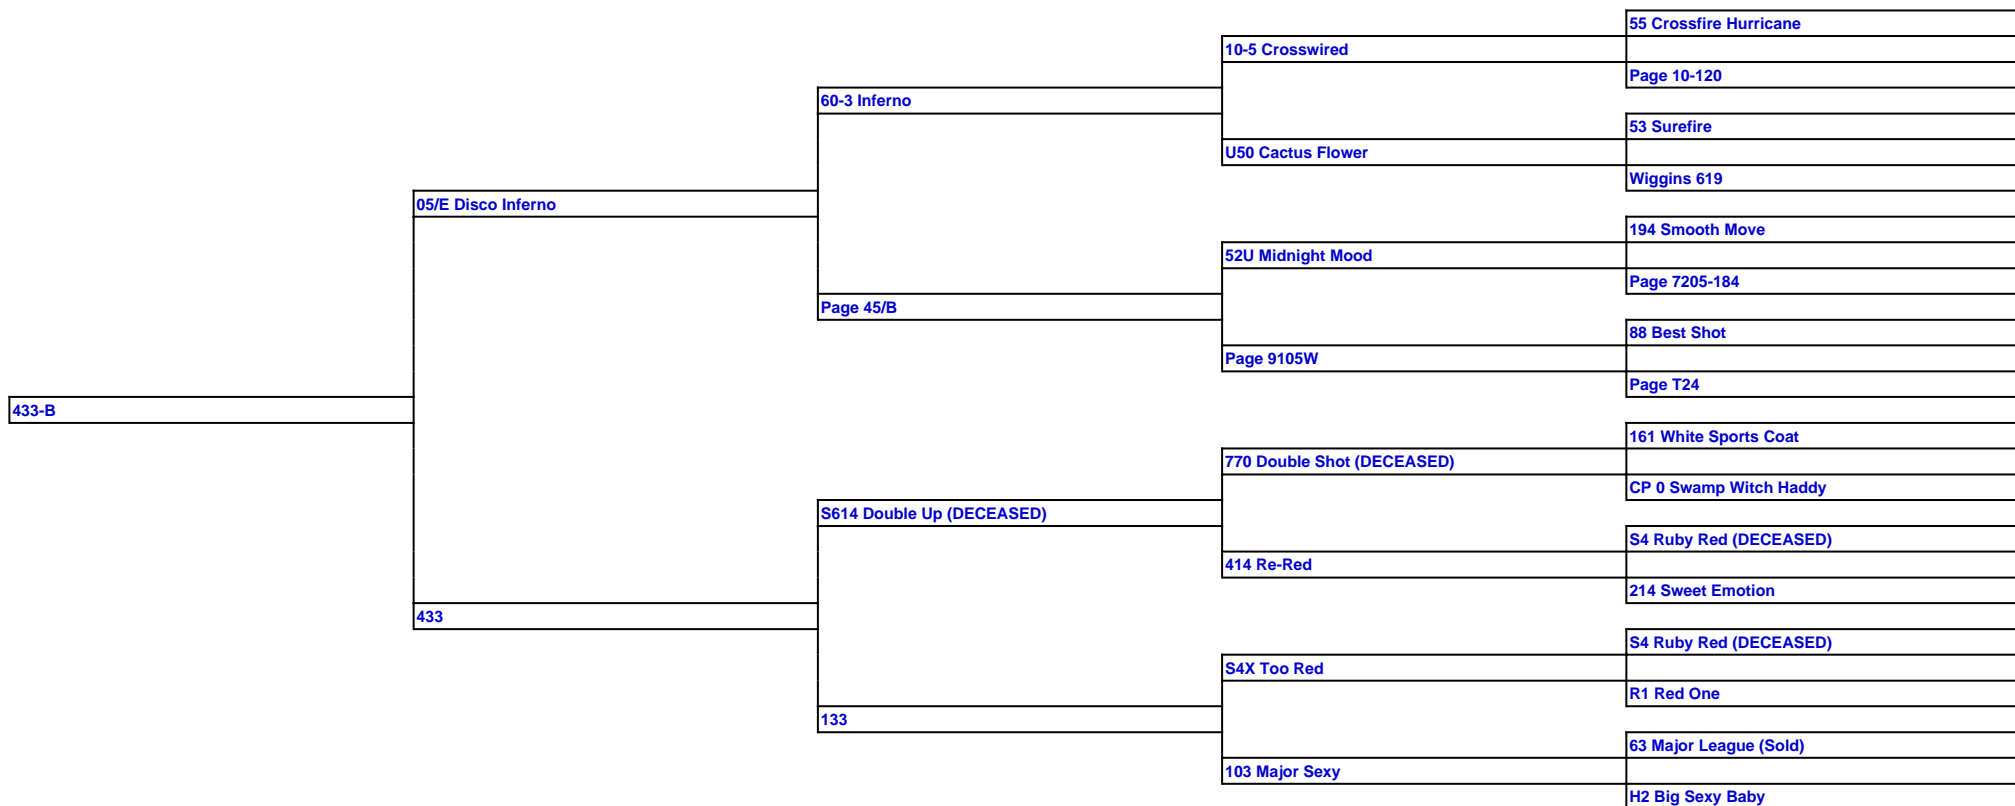 55 Crossfire Hurricane
10-5 Crosswired
Page 10-120
60-3 Inferno
53 Surefire
U50 Cactus Flower
Wiggins 619
05/E Disco Inferno
194 Smooth Move
52U Midnight Mood
Page 7205-184
Page 45/B
88 Best Shot
Page 9105W
Page T24
433-B
161 White Sports Coat
770 Double Shot (DECEASED)
CP 0 Swamp Witch Haddy
S614 Double Up (DECEASED)
S4 Ruby Red (DECEASED)
414 Re-Red
214 Sweet Emotion
433
S4 Ruby Red (DECEASED)
S4X Too Red
R1 Red One
133
63 Major League (Sold)
103 Major Sexy
H2 Big Sexy Baby